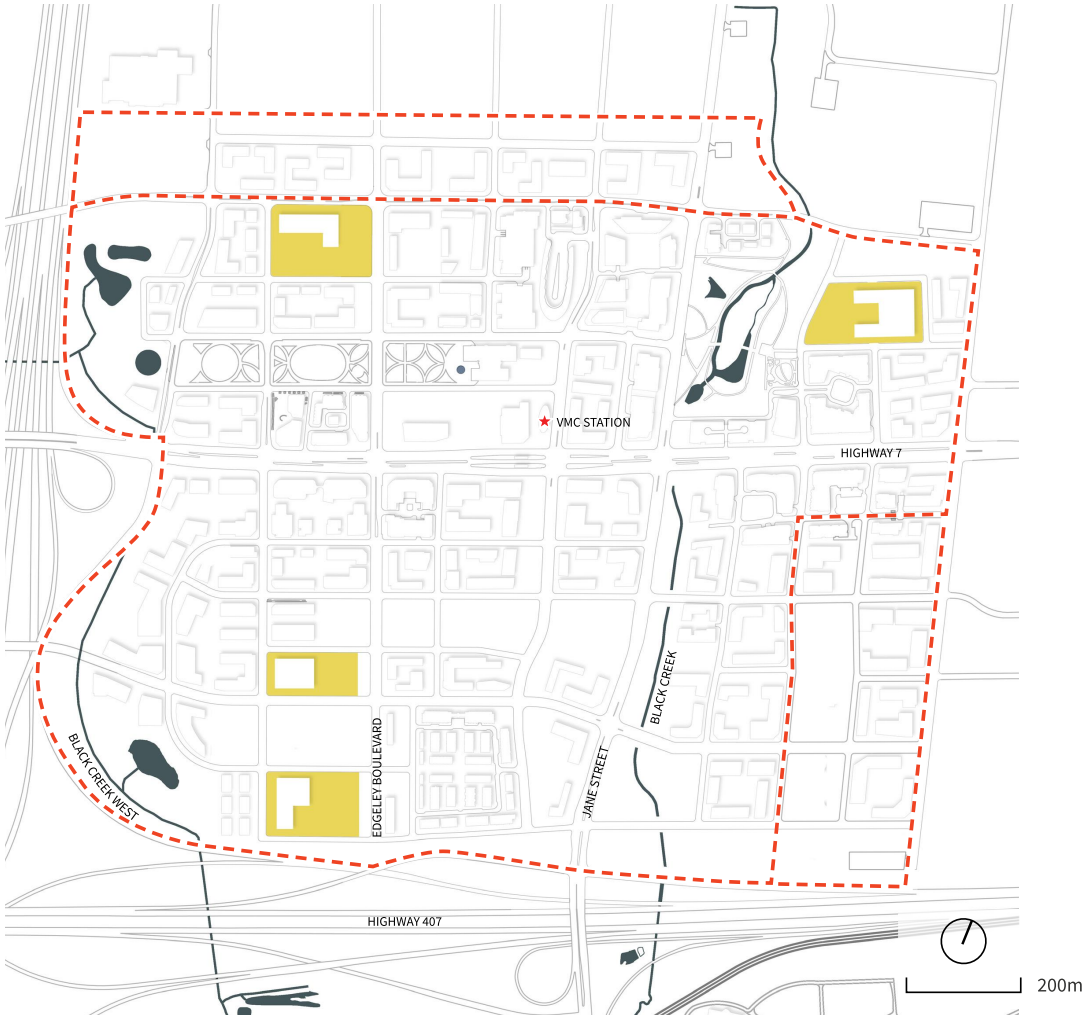 VMC STATION
HIGHWAY 7
BLACK CREEK
EDGELEY BOULEVARD
JANE STREET
BLACK CREEK WEST
HIGHWAY 407
200m